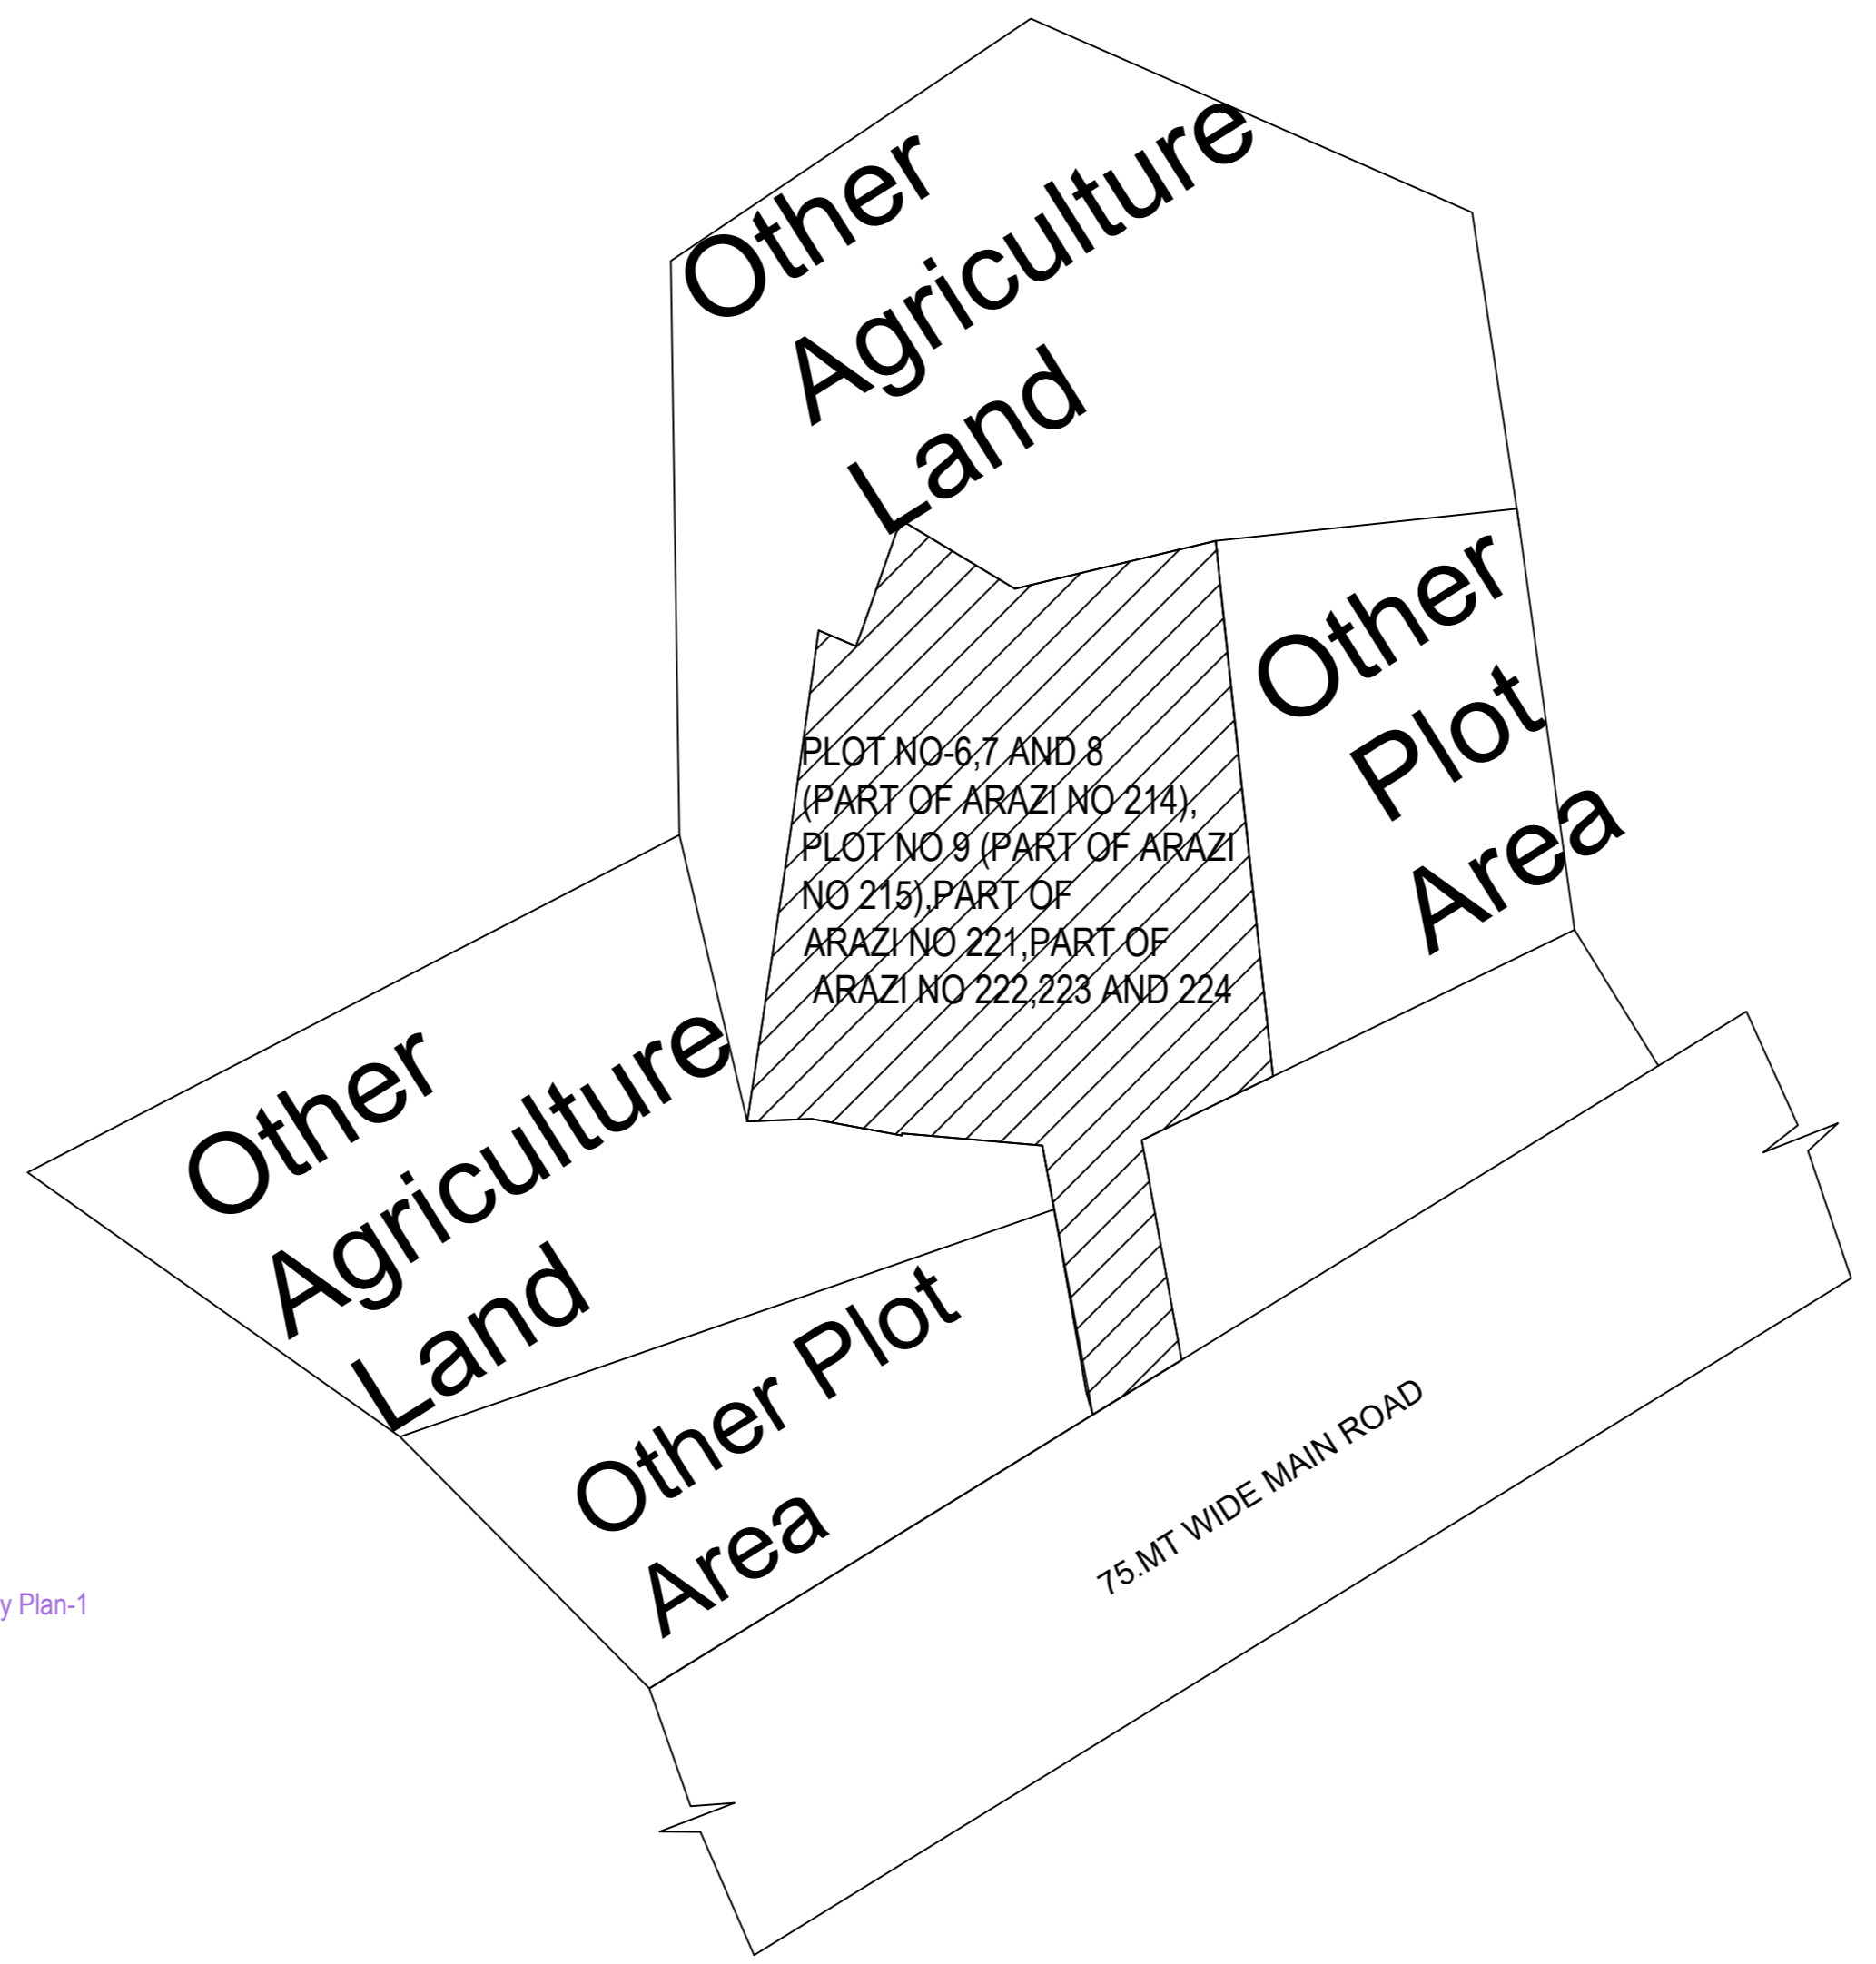 Other
Agriculture
Land
Other
Plot
Area
PLOT NO-6,7 AND 8
(PART OF ARAZI NO 214),
PLOT NO 9 (PART OF ARAZI
NO 215),PART OF
ARAZI NO 221,PART OF
ARAZI NO 222,223 AND 224
Other
Agriculture
Land
Other Plot
Area
75.MT WIDE MAIN ROAD
y Plan-1